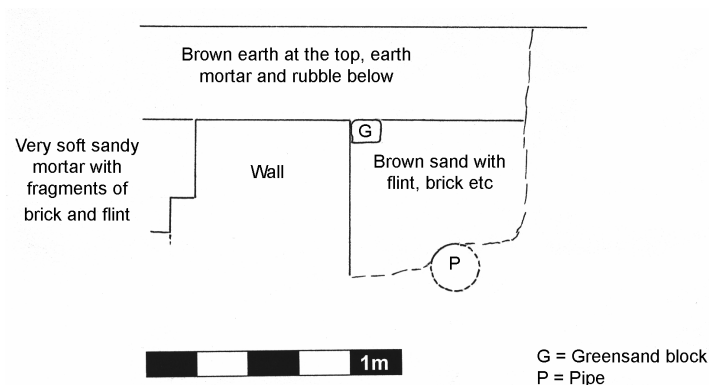 Brown earth at the top, earth
mortar and rubble below
G
Very soft sandy
mortar with
fragments of
brick and flint
Wall
Brown sand with
flint, brick etc
P
1m
G = Greensand block
P = Pipe